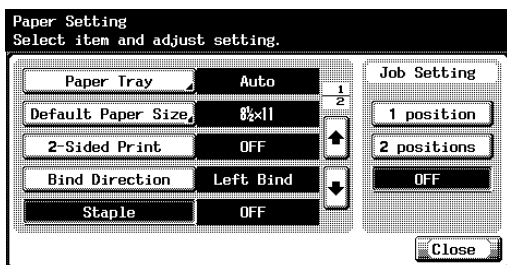 Paper Setting
Select item and adjust setting.
Paper Tray Auto
Default Paper Size 8½×11
2-Sided Print OFF
Bind Direction Left Bind
Staple OFF
1
2
Job Setting
1 position
2 positions
OFF
Close